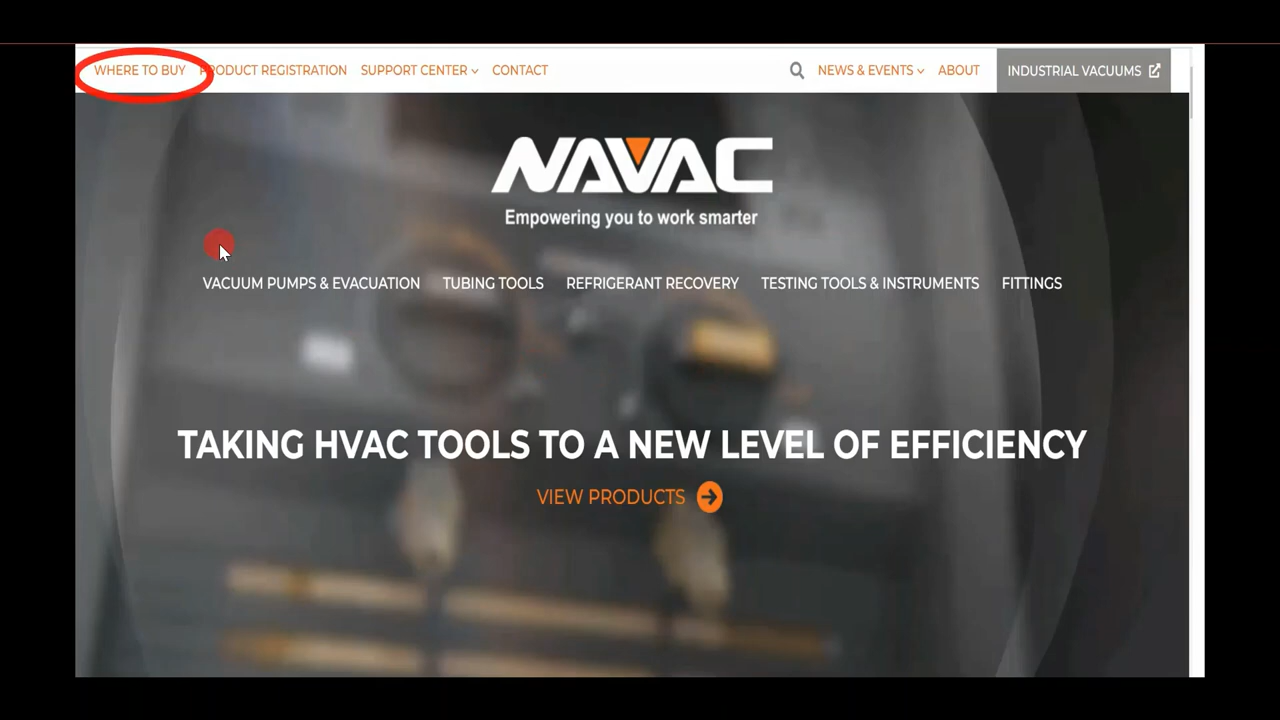 WHERE TO BUY PRODUCT REGISTRATION SUPPORT CENTER CONTACT NEWS & EVENTS ABOUT INDUSTRIAL VACUUMS
NAVAC
Empowering you to work smarter
VACUUM PUMPS & EVACUATION TUBING TOOLS REFRIGERANT RECOVERY TESTING TOOLS & INSTRUMENTS FITTINGS
TAKING HVAC TOOLS TO A NEW LEVEL OF EFFICIENCY
VIEW PRODUCTS